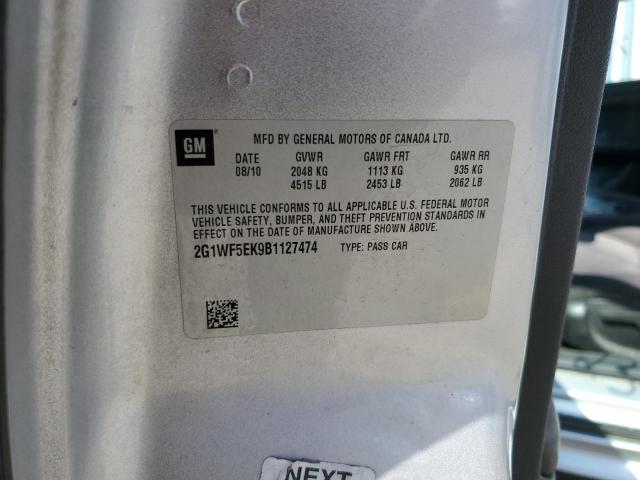 GM
MFD BY GENERAL MOTORS OF CANADA LTD.
DATE GVWR GAWR FRT GAWR RR
08/10 2048 KG 1113 KG 935 KG
4515 LB 2453 LB 2062 LB
THIS VEHICLE CONFORMS TO ALL APPLICABLE U.S. FEDERAL MOTOR
VEHICLE SAFETY, BUMPER, AND THEFT PREVENTION STANDARDS IN
EFFECT ON THE DATE OF MANUFACTURE SHOWN ABOVE.
2G1WF5EK9B1127474 TYPE: PASS CAR
NEXT